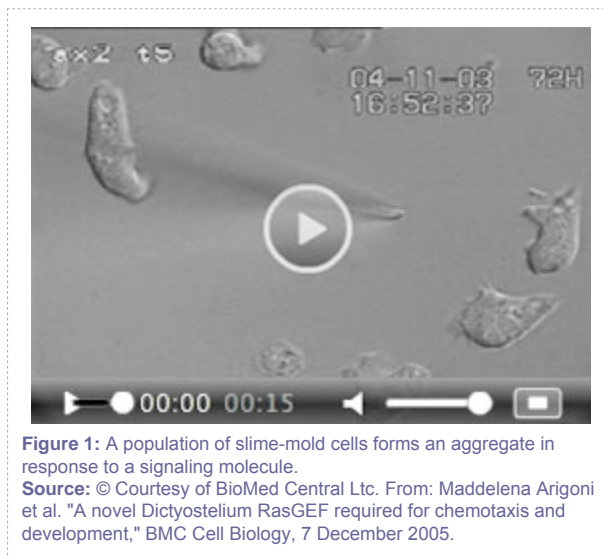 ax2 t5
04-11-03 72H
16:52:37
00:00 00:15
Figure 1: A population of slime-mold cells forms an aggregate in
response to a signaling molecule.
Source: © Courtesy of BioMed Central Ltc. From: Maddelena Arigoni
et al. "A novel Dictyostelium RasGEF required for chemotaxis and
development," BMC Cell Biology, 7 December 2005.